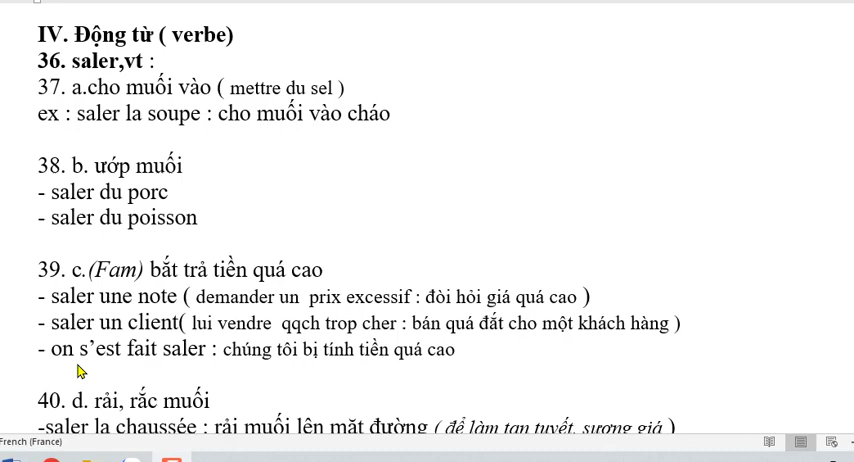 IV. Động từ ( verbe)
36. saler,vt :
37. a.cho muối vào ( mettre du sel )
ex : saler la soupe : cho muối vào cháo
38. b. ướp muối
- saler du porc
- saler du poisson
39. c.(Fam) bắt trả tiền quá cao
- saler une note ( demander un prix excessif : đòi hỏi giá quá cao )
- saler un client( lui vendre qqch trop cher : bán quá đắt cho một khách hàng )
- on s’est fait saler : chúng tôi bị tính tiền quá cao
40. d. rải, rắc muối
-saler la chaussée : rải muối lên mặt đường ( để làm tan tuyết, sương giá )
French (France)